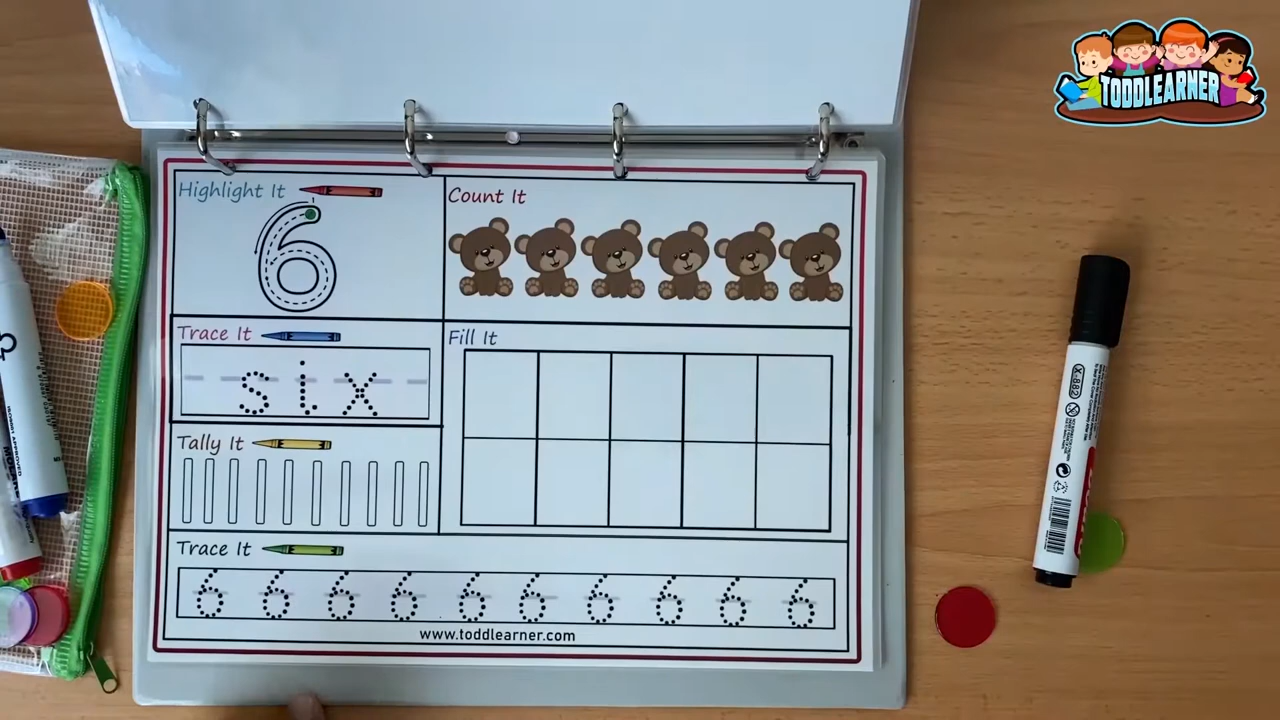 TODDLEARNER
Highlight It
6
Count It
Trace It
six
Fill It
Tally It
Trace It
6 6 6 6 6 6 6 6 6 6
www.toddlearner.com
X-882